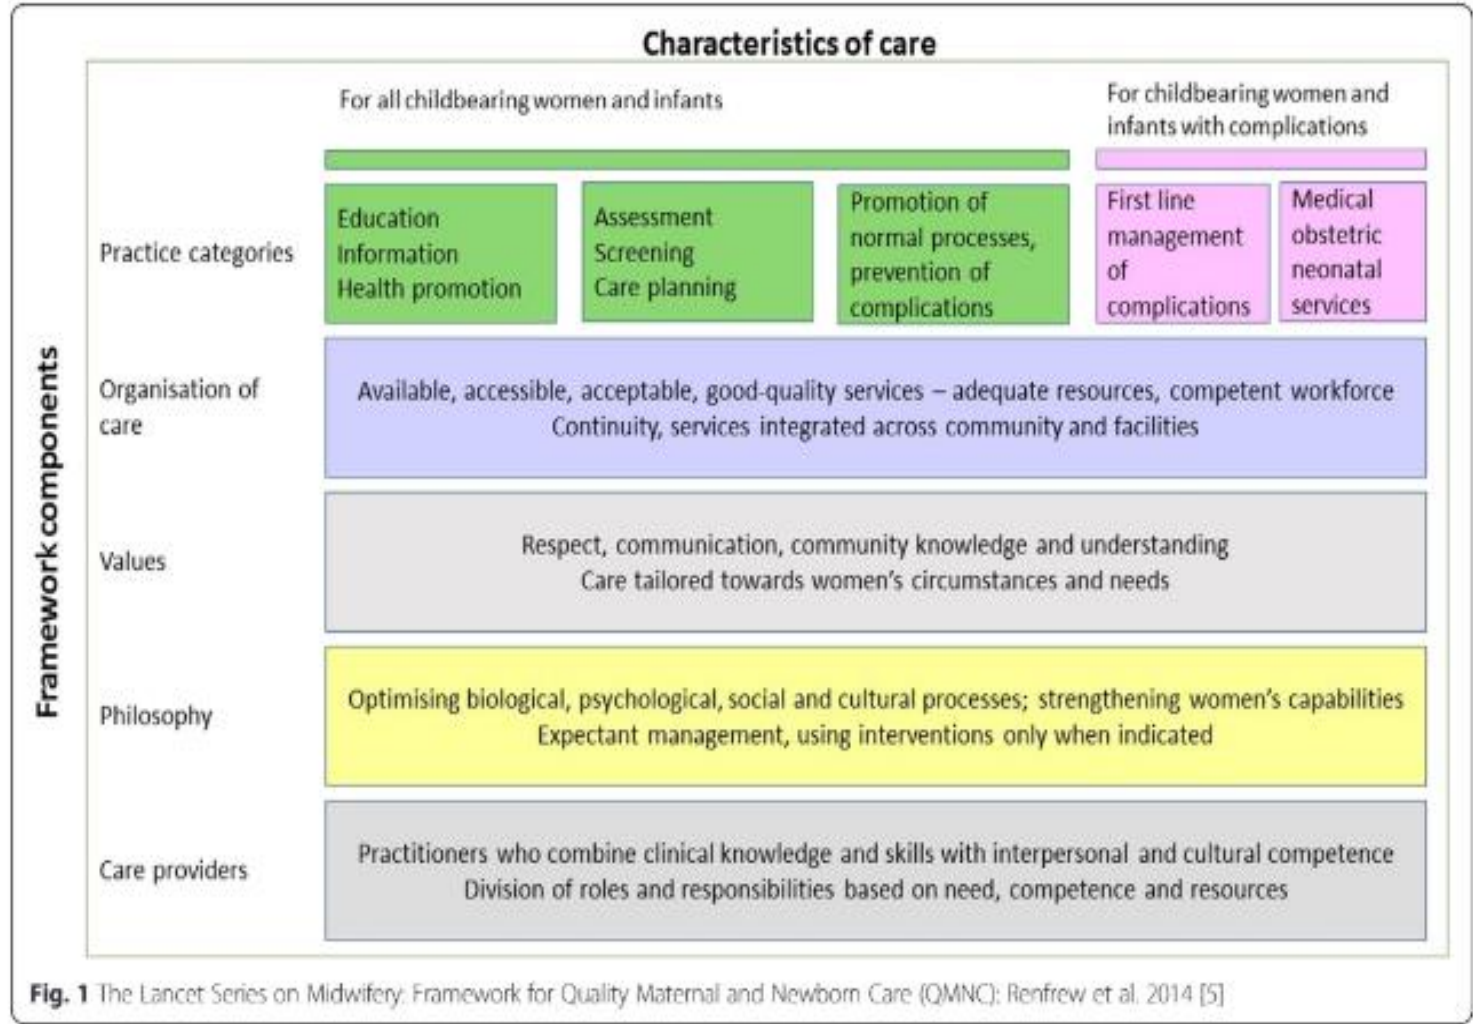 Characteristics of care
For all childbearing women and infants
For childbearing women and
infants with complications
Framework components
Practice categories
Education
Information
Health promotion
Assessment
Screening
Care planning
Promotion of
normal processes,
prevention of
complications
First line
management
of
complications
Medical
obstetric
neonatal
services
Organisation of
care
Available, accessible, acceptable, good-quality services – adequate resources, competent workforce
Continuity, services integrated across community and facilities
Values
Respect, communication, community knowledge and understanding
Care tailored towards women's circumstances and needs
Philosophy
Optimising biological, psychological, social and cultural processes; strengthening women's capabilities
Expectant management, using interventions only when indicated
Care providers
Practitioners who combine clinical knowledge and skills with interpersonal and cultural competence
Division of roles and responsibilities based on need, competence and resources
Fig. 1 The Lancet Series on Midwifery: Framework for Quality Maternal and Newborn Care (QMNC): Renfrew et al. 2014 [5]